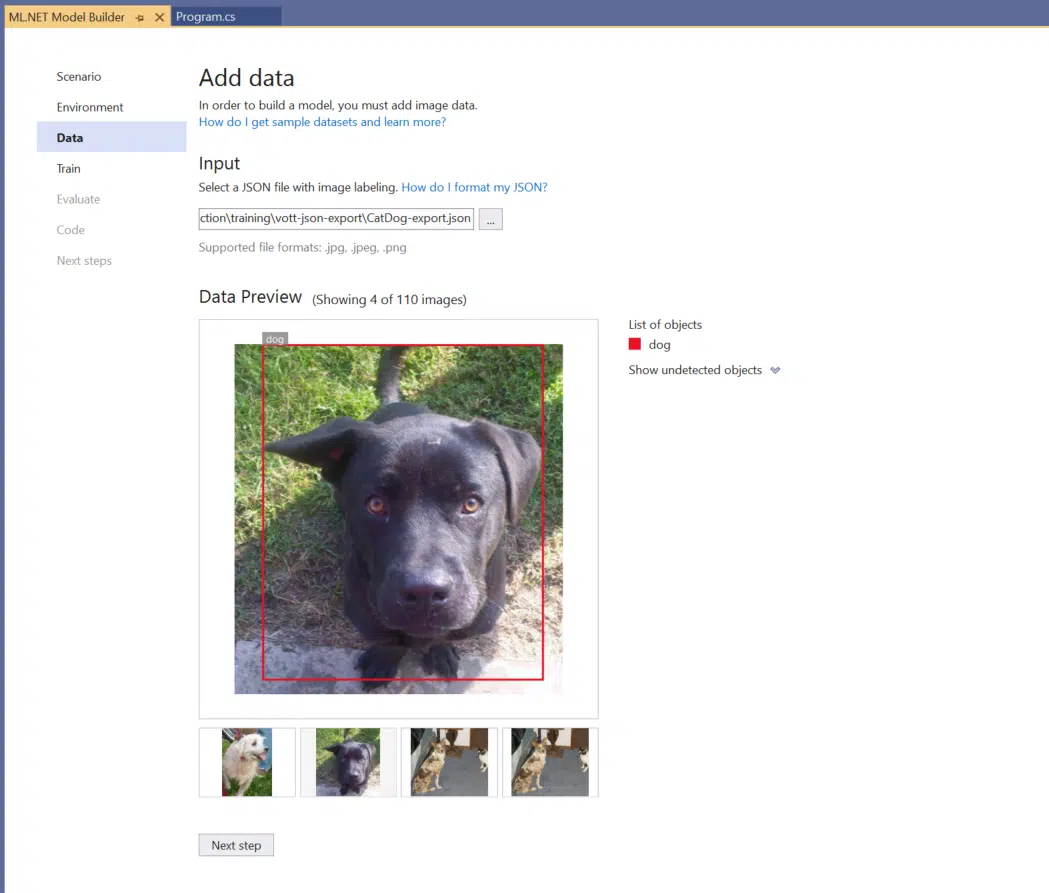 ML.NET Model Builder
Program.cs
Scenario
Environment
Data
Train
Evaluate
Code
Next steps
Add data
In order to build a model, you must add image data.
How do I get sample datasets and learn more?
Input
Select a JSON file with image labeling. How do I format my JSON?
ction\training\vott-json-export\CatDog-export.json
...
Supported file formats: .jpg, .jpeg, .png
Data Preview (Showing 4 of 110 images)
dog
List of objects
dog
Show undetected objects
Next step